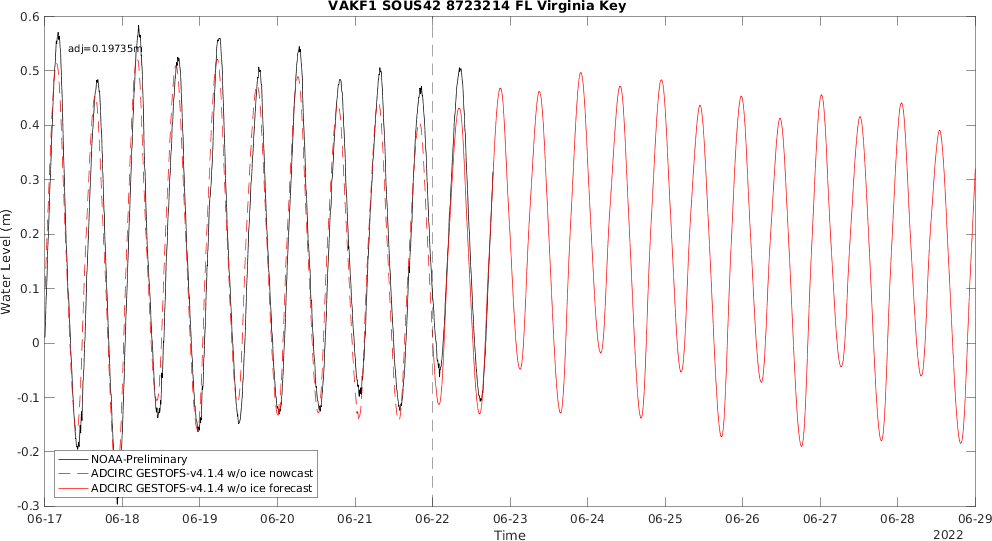 VAKF1 SOUS42 8723214 FL Virginia Key
adj=0.19735m
0.6
0.5
0.4
0.3
0.2
0.1
0
-0.1
-0.2
-0.3
Water Level (m)
NOAA-Preliminary
ADCIRC GESTOFS-v4.1.4 w/o ice nowcast
ADCIRC GESTOFS-v4.1.4 w/o ice forecast
06-17 06-18 06-19 06-20 06-21 06-22 06-23 06-24 06-25 06-26 06-27 06-28 06-29
Time
2022